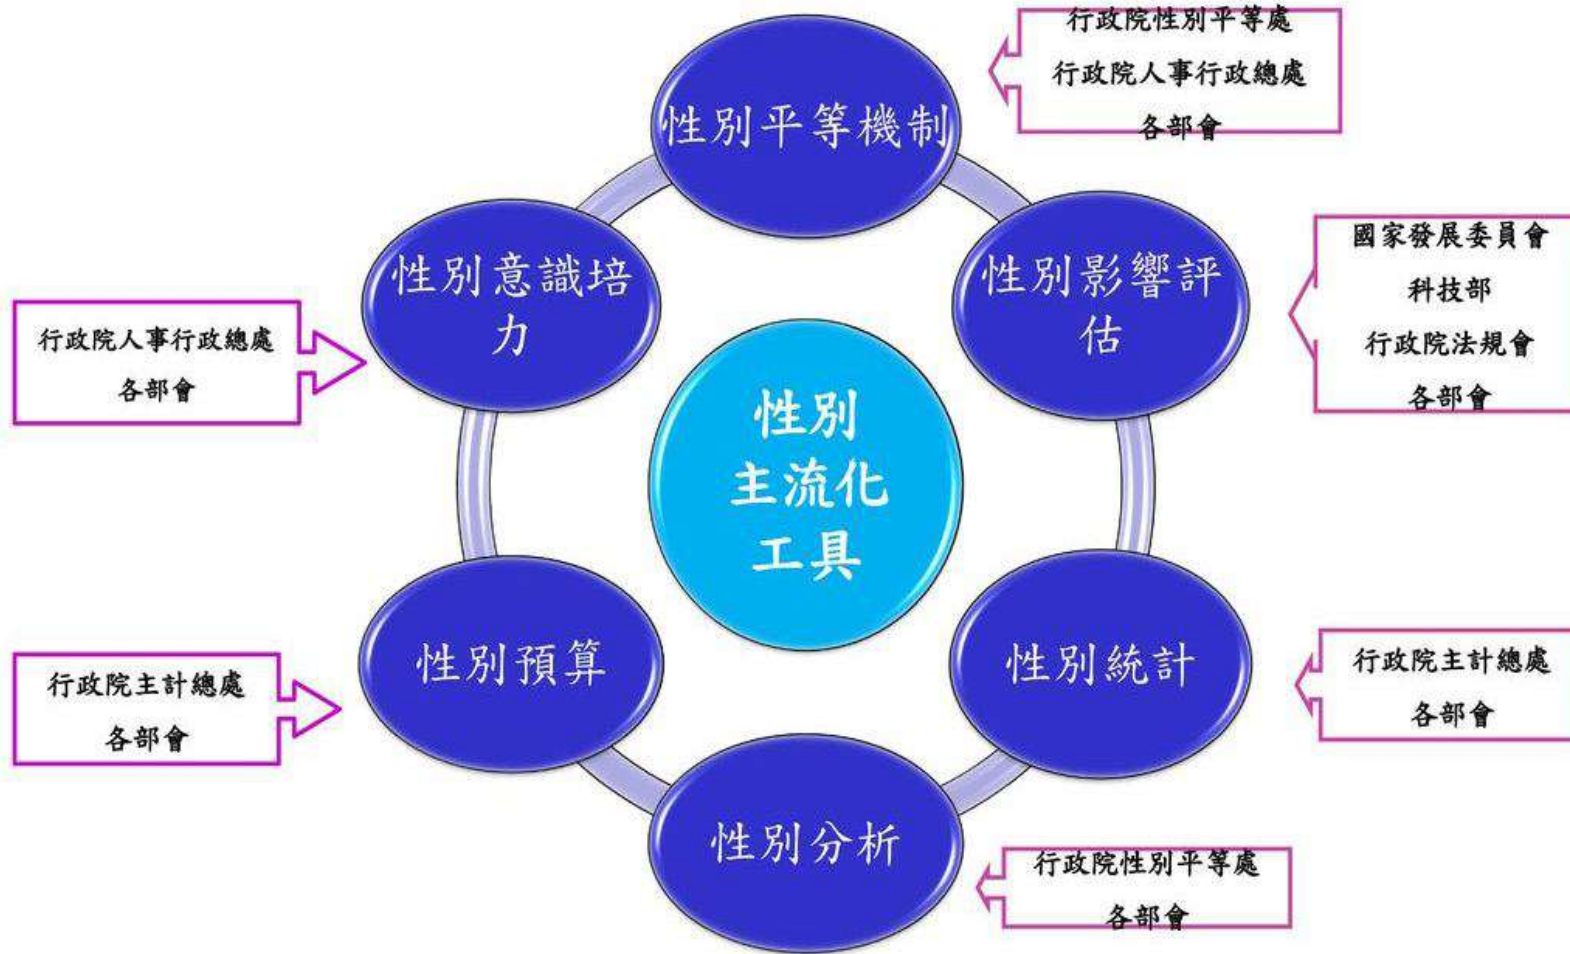 行政院性別平等處
行政院人事行政總處
各部會
性別平等機制
性別影響評
估
國家發展委員會
科技部
行政院法規會
各部會
性別統計
行政院主計總處
各部會
性別分析
行政院性別平等處
各部會
性別預算
行政院主計總處
各部會
性別意識培
力
行政院人事行政總處
各部會
性別
主流化
工具